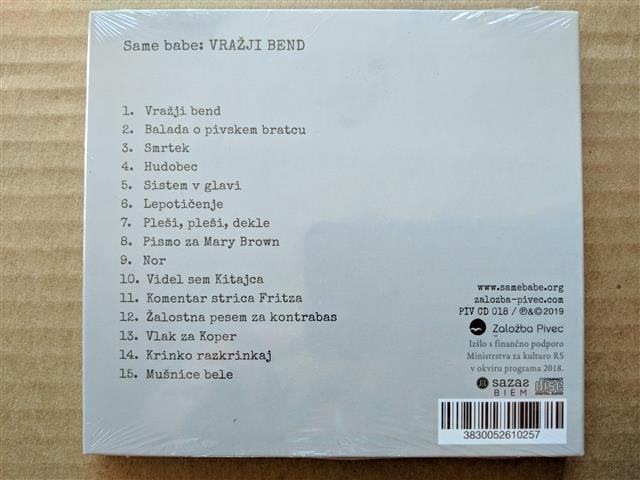 Same babe: VRAŽJI BEND
1. Vražji bend
2. Balada o pivskem bratcu
3. Smrtek
4. Hudobec
5. Sistem v glavi
6. Lepotičenje
7. Pleši, pleši, dekle
8. Pismo za Mary Brown
9. Nor
10. Videl sem Kitajca
11. Komentar strica Fritza
12. Žalostna pesem za kontrabas
13. Vlak za Koper
14. Krinko razkrinkaj
15. Mušnice bele
www.samebabe.org
zalozba-pivec.com
PIV CD 018 / ℗&©2019
Založba Pivec
Izšlo s finančno podporo
Ministrstva za kulturo RS
v okviru programa 2018.
sazas
BIEM
COMPACT
disc
DIGITAL AUDIO
3830052610257